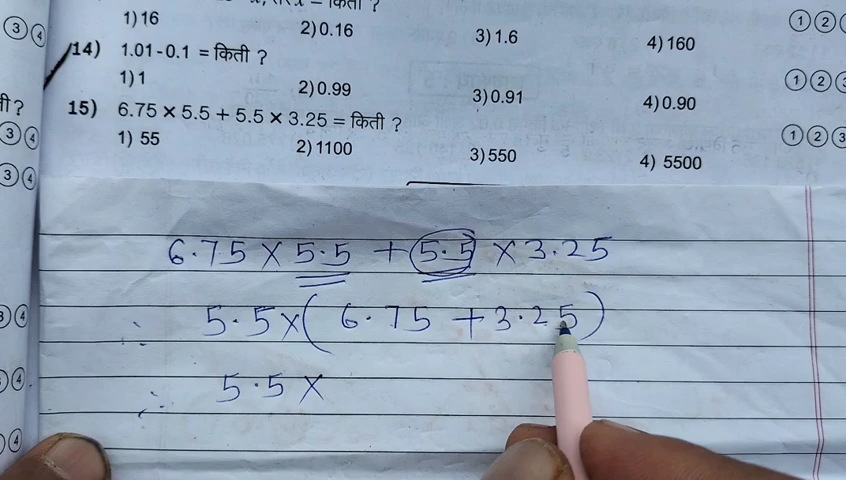 1) 16 2) 0.16 3) 1.6 4) 160
14) 1.01 - 0.1 = किती ?
1) 1 2) 0.99 3) 0.91 4) 0.90
15) 6.75 × 5.5 + 5.5 × 3.25 = किती ?
1) 55 2) 1100 3) 550 4) 5500
6.75 × 5.5 + 5.5 × 3.25
∴ 5.5 × ( 6.75 + 3.25 )
∴ 5.5 ×